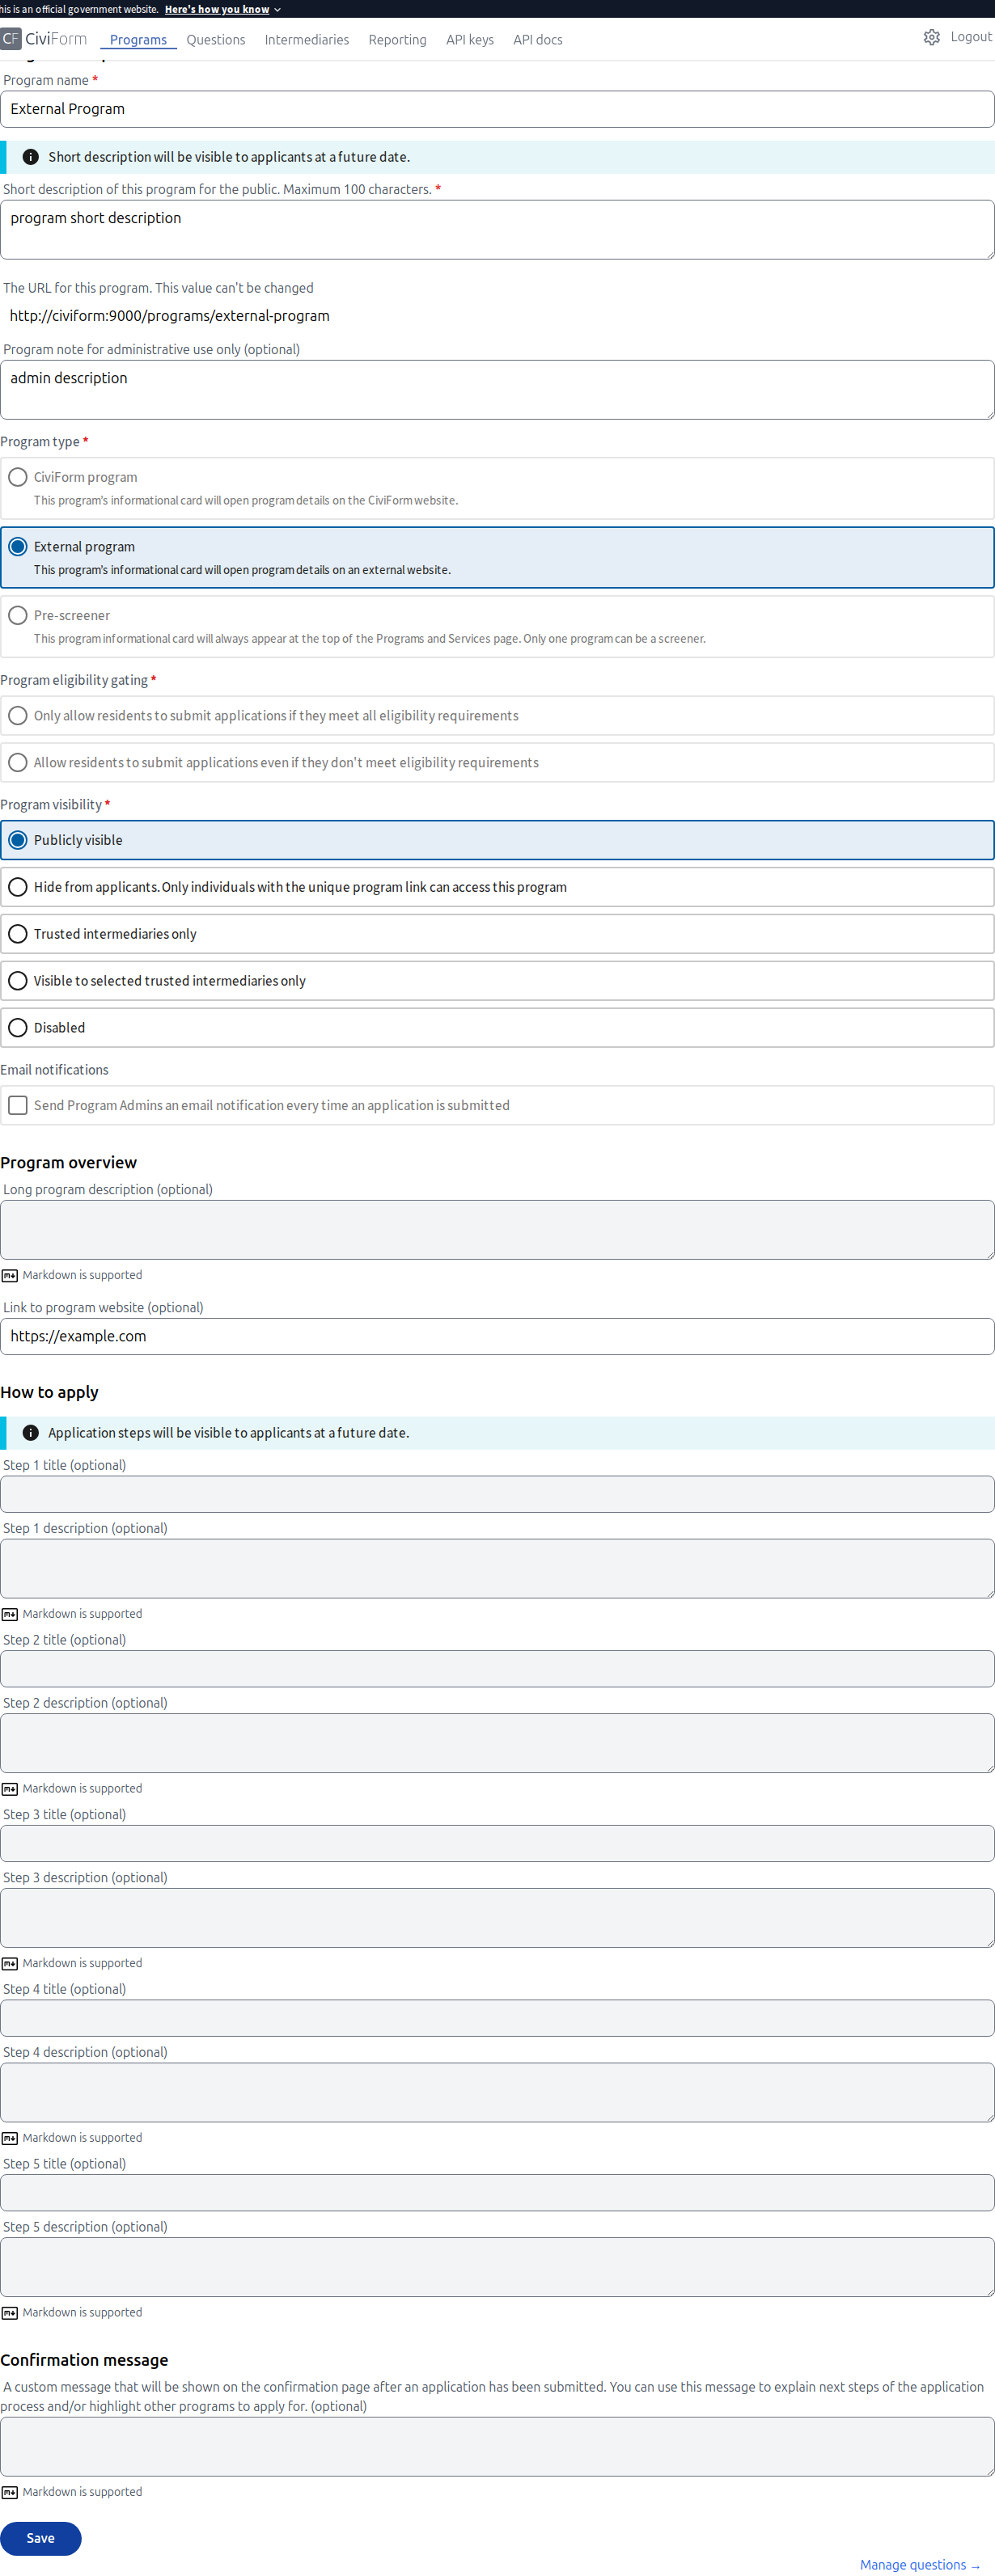 his is an official government website. Here's how you know
CF CiviForm Programs Questions Intermediaries Reporting API keys API docs Logout
Program name *
External Program
Short description will be visible to applicants at a future date.
Short description of this program for the public. Maximum 100 characters. *
program short description
The URL for this program. This value can't be changed
http://civiform:9000/programs/external-program
Program note for administrative use only (optional)
admin description
Program type *
CiviForm program
This program's informational card will open program details on the CiviForm website.
External program
This program's informational card will open program details on an external website.
Pre-screener
This program informational card will always appear at the top of the Programs and Services page. Only one program can be a screener.
Program eligibility gating *
Only allow residents to submit applications if they meet all eligibility requirements
Allow residents to submit applications even if they don't meet eligibility requirements
Program visibility *
Publicly visible
Hide from applicants. Only individuals with the unique program link can access this program
Trusted intermediaries only
Visible to selected trusted intermediaries only
Disabled
Email notifications
Send Program Admins an email notification every time an application is submitted
Program overview
Long program description (optional)
Markdown is supported
Link to program website (optional)
https://example.com
How to apply
Application steps will be visible to applicants at a future date.
Step 1 title (optional)
Step 1 description (optional)
Markdown is supported
Step 2 title (optional)
Step 2 description (optional)
Markdown is supported
Step 3 title (optional)
Step 3 description (optional)
Markdown is supported
Step 4 title (optional)
Step 4 description (optional)
Markdown is supported
Step 5 title (optional)
Step 5 description (optional)
Markdown is supported
Confirmation message
A custom message that will be shown on the confirmation page after an application has been submitted. You can use this message to explain next steps of the application
process and/or highlight other programs to apply for. (optional)
Markdown is supported
Save
Manage questions →